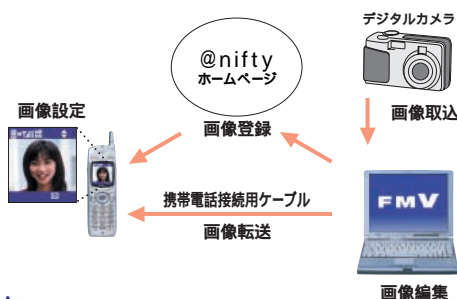 デジタルカメラ
@nifty
ホームページ
画像設定
画像登録
画像取込
携帯電話接続用ケーブル
画像転送
FMV
画像編集